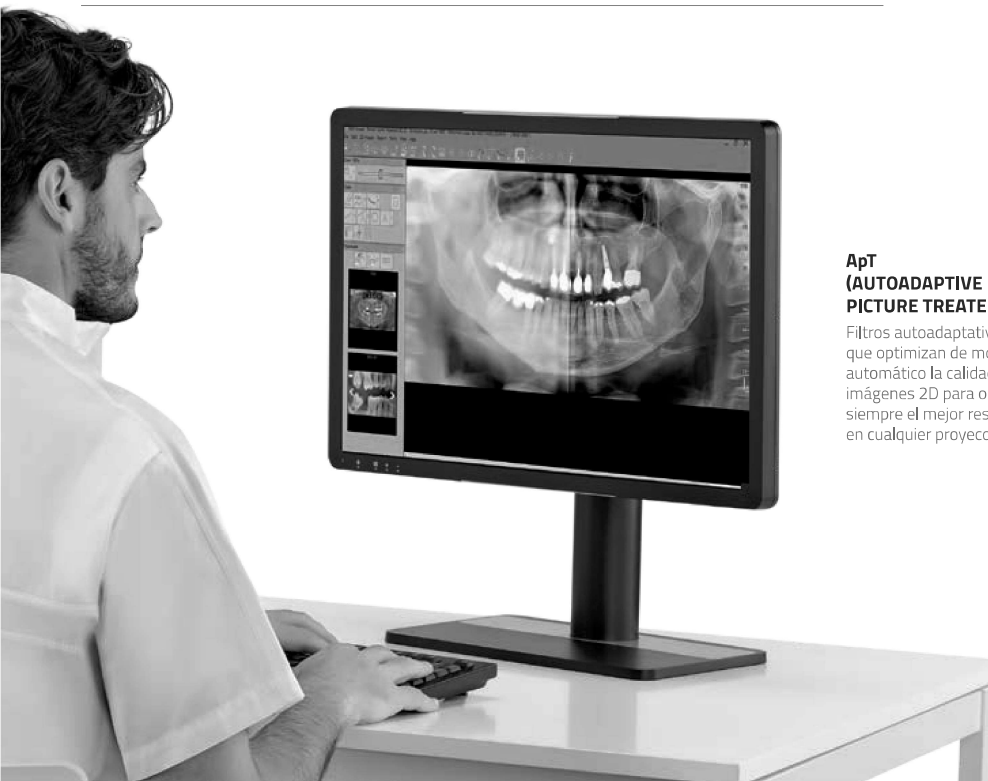 ApT
(AUTOADAPTIVE
PICTURE TREATE
Filtros autoadaptativ
que optimizan de mo
automático la calidad
imágenes 2D para o
siempre el mejor res
en cualquier proyecc